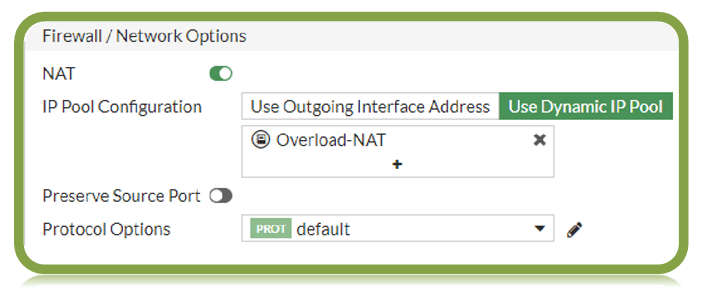 Firewall / Network Options
NAT
IP Pool Configuration Use Outgoing Interface Address Use Dynamic IP Pool
Overload-NAT
+
Preserve Source Port
Protocol Options PROT default